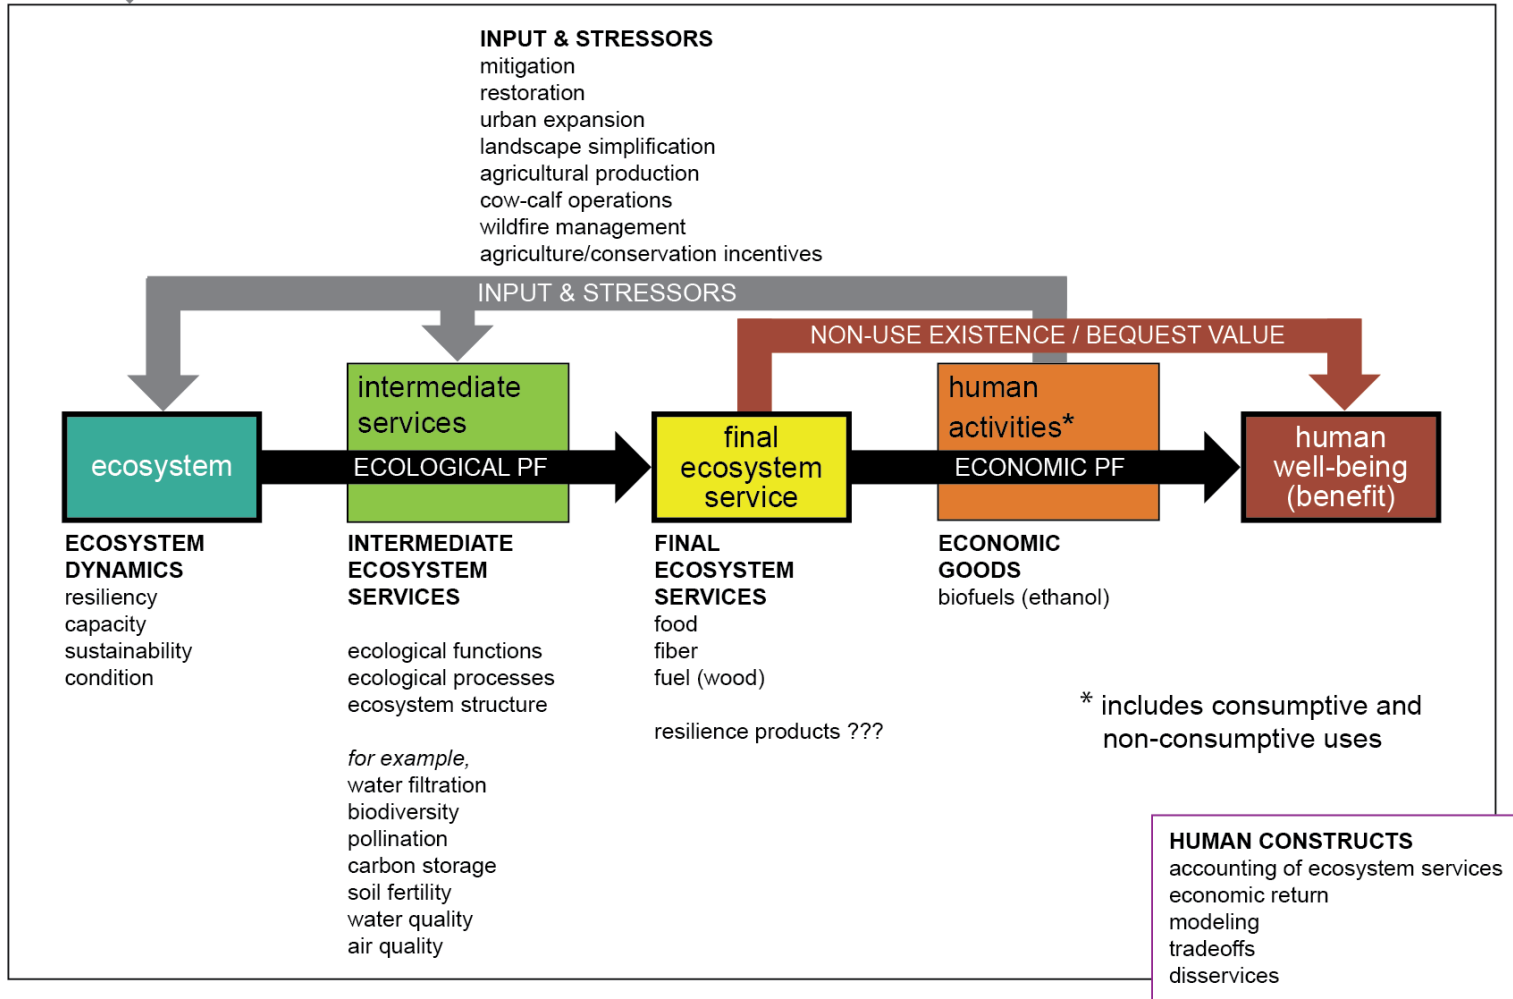 INPUT & STRESSORS
mitigation
restoration
urban expansion
landscape simplification
agricultural production
cow-calf operations
wildfire management
agriculture/conservation incentives
INPUT & STRESSORS
NON-USE EXISTENCE / BEQUEST VALUE
ecosystem
intermediate
services
ECOLOGICAL PF
final
ecosystem
service
human
activities*
ECONOMIC PF
human
well-being
(benefit)
ECOSYSTEM
DYNAMICS
resiliency
capacity
sustainability
condition
INTERMEDIATE
ECOSYSTEM
SERVICES
ecological functions
ecological processes
ecosystem structure
for example,
water filtration
biodiversity
pollination
carbon storage
soil fertility
water quality
air quality
FINAL
ECOSYSTEM
SERVICES
food
fiber
fuel (wood)
resilience products ???
ECONOMIC
GOODS
biofuels (ethanol)
* includes consumptive and
non-consumptive uses
HUMAN CONSTRUCTS
accounting of ecosystem services
economic return
modeling
tradeoffs
disservices